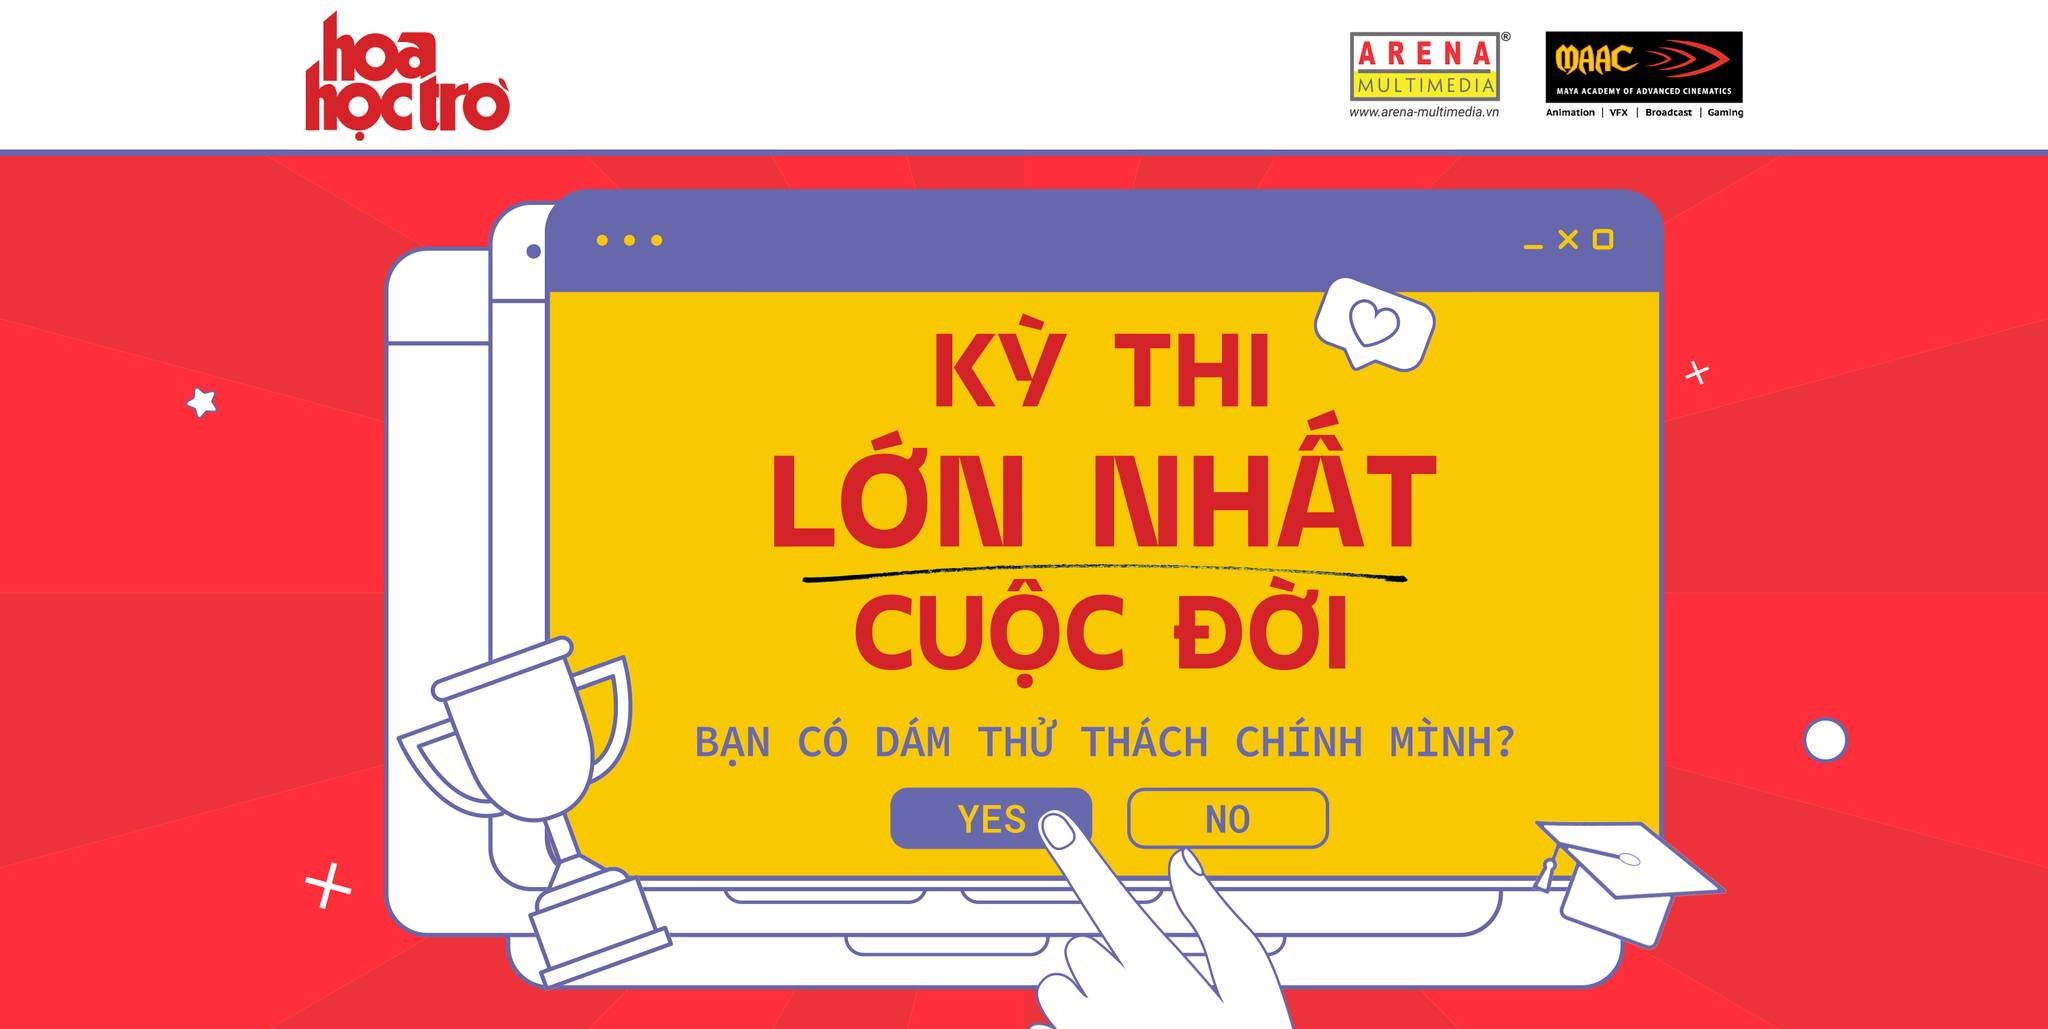 hoa
học trò
ARENA®
MULTIMEDIA
www.arena-multimedia.vn
MAAC
MAYA ACADEMY OF ADVANCED CINEMATICS
Animation | VFX | Broadcast | Gaming
KỲ THI
LỚN NHẤT
CUỘC ĐỜI
BẠN CÓ DÁM THỬ THÁCH CHÍNH MÌNH?
YES
NO